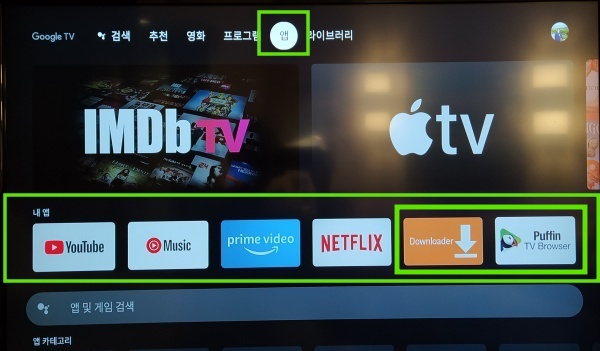 Google TV 검색 추천 영화 프로그램 앱 라이브러리
IMDb TV
tv
내 앱
YouTube Music prime video NETFLIX Downloader Puffin
TV Browser
앱 및 게임 검색
앱 카테고리